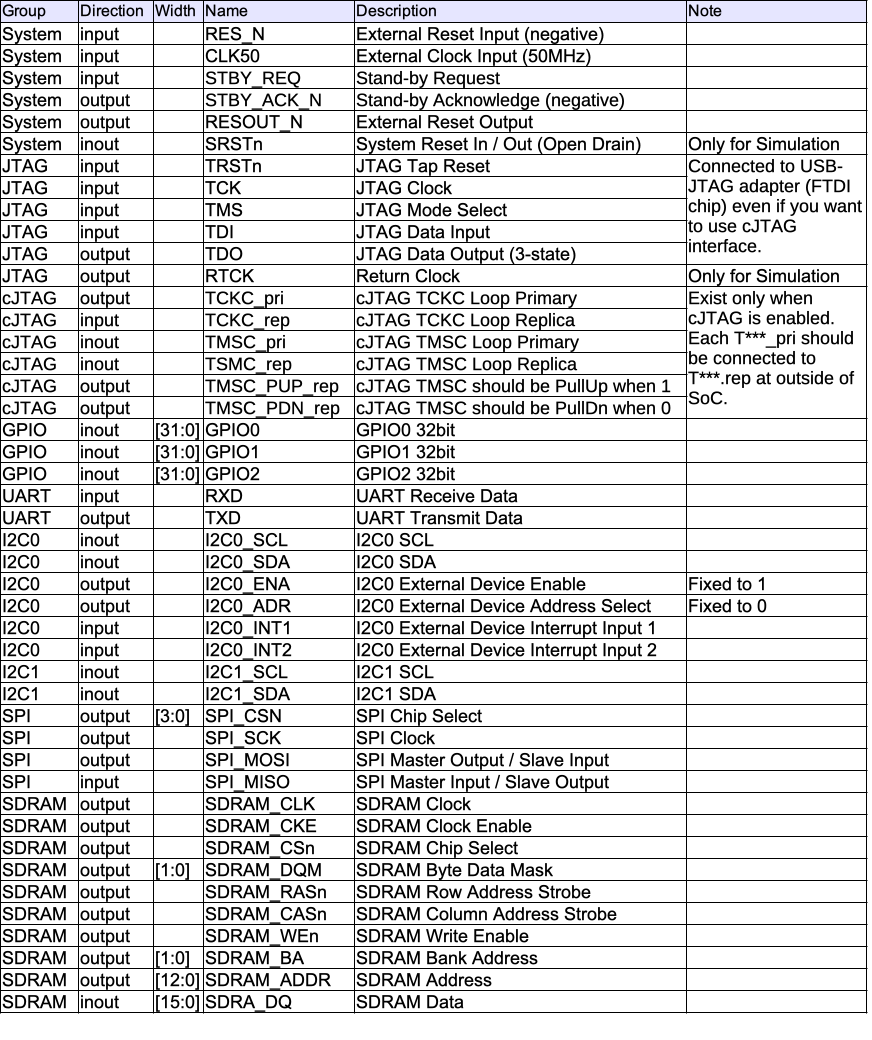 Group Direction Width Name Description Note
System input RES_N External Reset Input (negative)
System input CLK50 External Clock Input (50MHz)
System input STBY_REQ Stand-by Request
System output STBY_ACK_N Stand-by Acknowledge (negative)
System output RESOUT_N External Reset Output
System inout SRSTn System Reset In / Out (Open Drain) Only for Simulation
JTAG input TRSTn JTAG Tap Reset Connected to USB-
JTAG input TCK JTAG Clock JTAG adapter (FTDI
JTAG input TMS JTAG Mode Select chip) even if you want
JTAG input TDI JTAG Data Input to use cJTAG
JTAG output TDO JTAG Data Output (3-state) interface.
JTAG output RTCK Return Clock Only for Simulation
cJTAG output TCKC_pri cJTAG TCKC Loop Primary Exist only when
cJTAG input TCKC_rep cJTAG TCKC Loop Replica cJTAG is enabled.
cJTAG inout TMSC_pri cJTAG TMSC Loop Primary Each T***_pri should
cJTAG inout TSMC_rep cJTAG TMSC Loop Replica be connected to
cJTAG output TMSC_PUP_rep cJTAG TMSC should be PullUp when 1 T***.rep at outside of
cJTAG output TMSC_PDN_rep cJTAG TMSC should be PullDn when 0 SoC.
GPIO inout [31:0] GPIO0 GPIO0 32bit
GPIO inout [31:0] GPIO1 GPIO1 32bit
GPIO inout [31:0] GPIO2 GPIO2 32bit
UART input RXD UART Receive Data
UART output TXD UART Transmit Data
I2C0 inout I2C0_SCL I2C0 SCL
I2C0 inout I2C0_SDA I2C0 SDA
I2C0 output I2C0_ENA I2C0 External Device Enable Fixed to 1
I2C0 output I2C0_ADR I2C0 External Device Address Select Fixed to 0
I2C0 input I2C0_INT1 I2C0 External Device Interrupt Input 1
I2C0 input I2C0_INT2 I2C0 External Device Interrupt Input 2
I2C1 inout I2C1_SCL I2C1 SCL
I2C1 inout I2C1_SDA I2C1 SDA
SPI output [3:0] SPI_CSN SPI Chip Select
SPI output SPI_SCK SPI Clock
SPI output SPI_MOSI SPI Master Output / Slave Input
SPI input SPI_MISO SPI Master Input / Slave Output
SDRAM output SDRAM_CLK SDRAM Clock
SDRAM output SDRAM_CKE SDRAM Clock Enable
SDRAM output SDRAM_CSn SDRAM Chip Select
SDRAM output [1:0] SDRAM_DQM SDRAM Byte Data Mask
SDRAM output SDRAM_RASn SDRAM Row Address Strobe
SDRAM output SDRAM_CASn SDRAM Column Address Strobe
SDRAM output SDRAM_WEn SDRAM Write Enable
SDRAM output [1:0] SDRAM_BA SDRAM Bank Address
SDRAM output [12:0] SDRAM_ADDR SDRAM Address
SDRAM inout [15:0] SDRA_DQ SDRAM Data